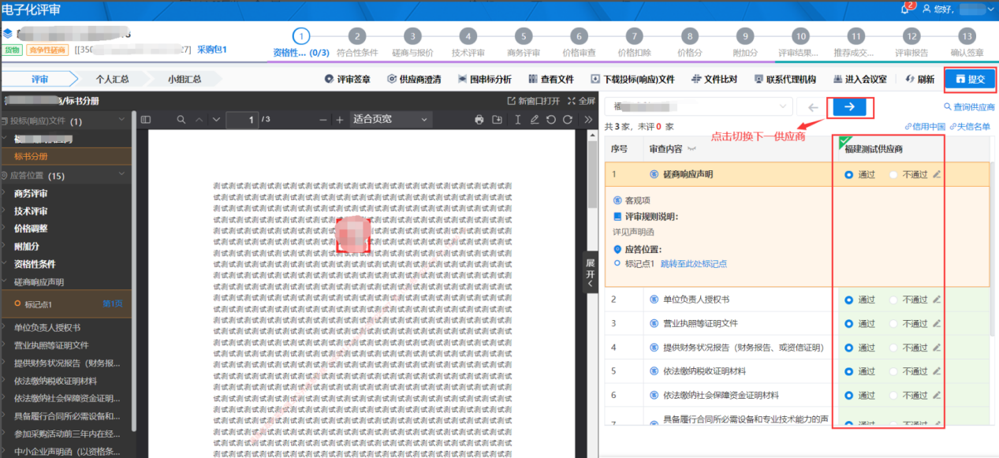 电子化评审
2
您好,
货物 竞争性磋商 [[350 27] 采购包1
1 2 3 4 5 6 7 8 9 10 11 12 13
资格性... (0/3) 符合性条件 磋商与报价 技术评审 商务评审 价格审查 价格扣除 价格分 附加分 评审结果... 推荐成交... 评审报告 确认签章
评审 个人汇总 小组汇总 评审签章 供应商澄清 围串标分析 查看文件 下载投标(响应)文件 文件比对 联系代理机构 进入会议室 刷新 提交
商/标书分册 新窗口打开 全屏
投标(响应)文件 (1)
标书分册
应答位置 (15)
商务评审
技术评审
价格调整
附加分
资格性条件
磋商响应声明
标记点1 第1页
单位负责人授权书
营业执照等证明文件
提供财务状况报告（财务报...
依法缴纳税收证明材料
依法缴纳社会保障资金证明...
具备履行合同所必需设备和...
参加采购活动前三年内在经...
中小企业声明函（以资格条...
1 / 3 适合页宽
测试测试测试测试测试测试测试测试测试测试测试测试测试测试测试测试测试测试测试测
展开
查询供应商
共 3 家，未评 0 家 信用中国 失信名单
点击切换下一供应商
序号 审查内容 福建测试供应商
1 磋商响应声明 通过 不通过
客观项
评审规则说明:
详见声明函
应答位置:
标记点1 跳转至此处标记点
2 单位负责人授权书 通过 不通过
3 营业执照等证明文件 通过 不通过
4 提供财务状况报告（财务报告、或资信证明） 通过 不通过
5 依法缴纳税收证明材料 通过 不通过
6 依法缴纳社会保障资金证明材料 通过 不通过
7 具备履行合同所必需设备和专业技术能力的声 通过 不通过